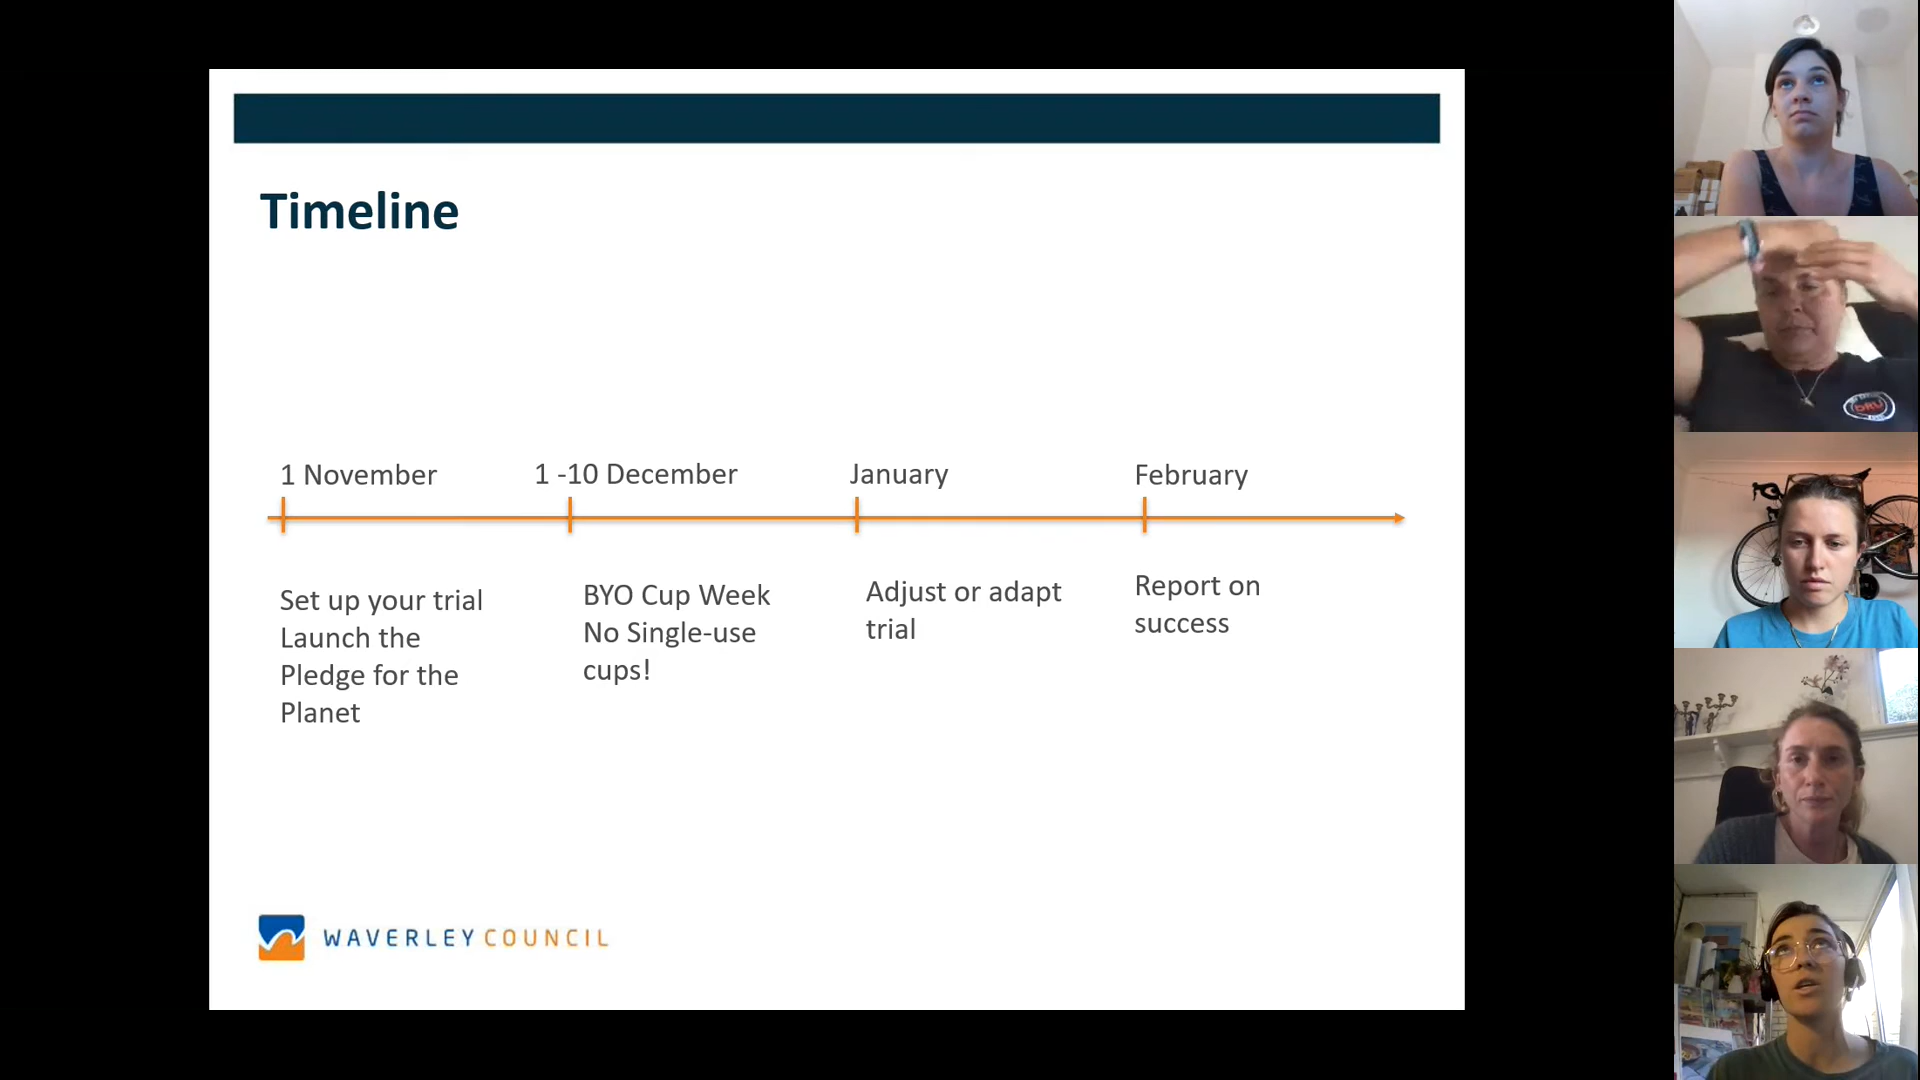 Timeline
1 November
1 -10 December
January
February
Set up your trial
Launch the
Pledge for the
Planet
BYO Cup Week
No Single-use
cups!
Adjust or adapt
trial
Report on
success
WAVERLEY COUNCIL